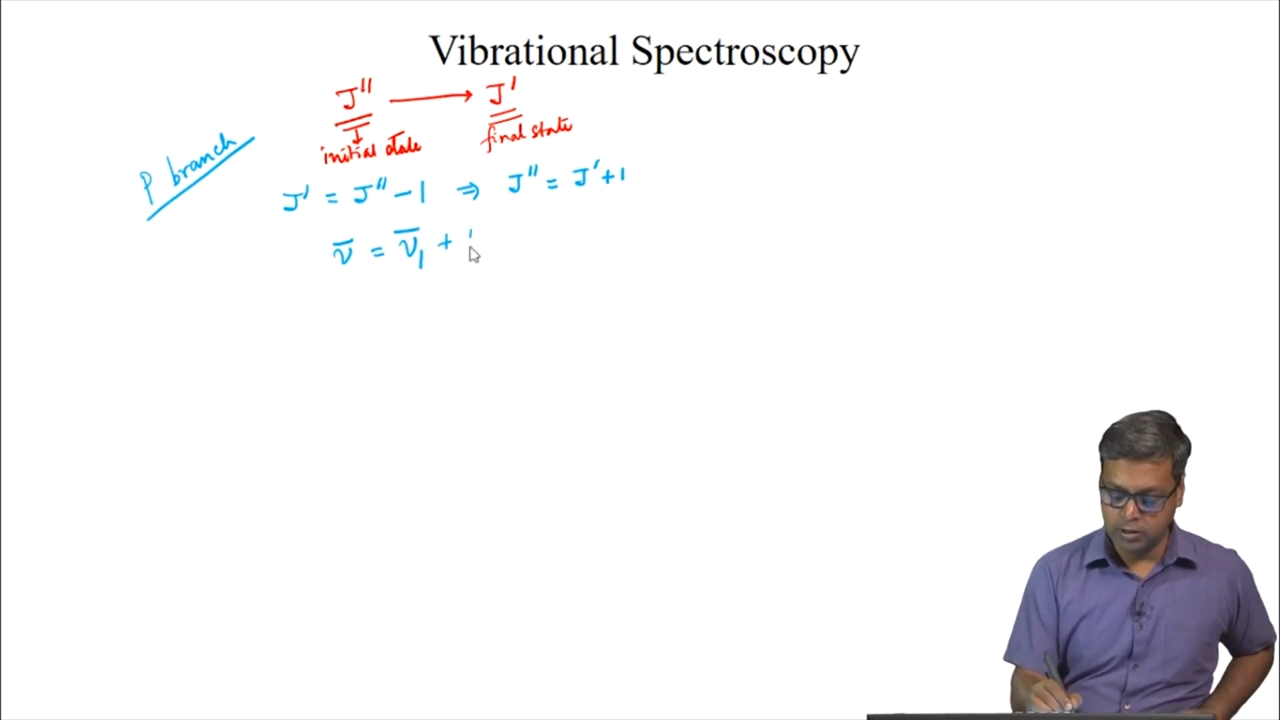 Vibrational Spectroscopy
J'' ⟶ J'
initial state final state
P branch
J' = J'' - 1 ⇒ J'' = J' + 1
ν̄ = ν̄₁ +